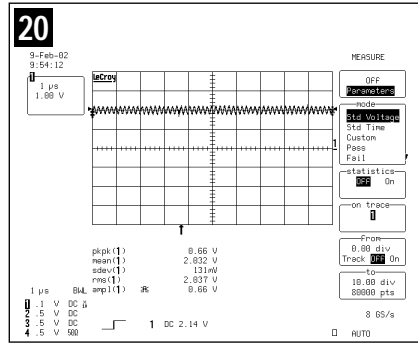 20
9-Feb-02
9:54:12
1
1 µs
1.00 V
LeCroy
1
MEASURE
OFF
Parameters
mode
Std Voltage
Std Time
Custom
Pass
Fail
statistics
OFF On
on trace
1
From
0.00 div
Track OFF On
to
10.00 div
80000 pts
pkpk(1) 0.66 V
mean(1) 2.032 V
sdev(1) 131mV
rms(1) 2.037 V
ampl(1) 0.66 V
1 µs BWL
1 .1 V DC
2 .5 V DC
3 .5 V DC
4 .5 V 50Ω
1 DC 2.14 V
8 GS/s
AUTO